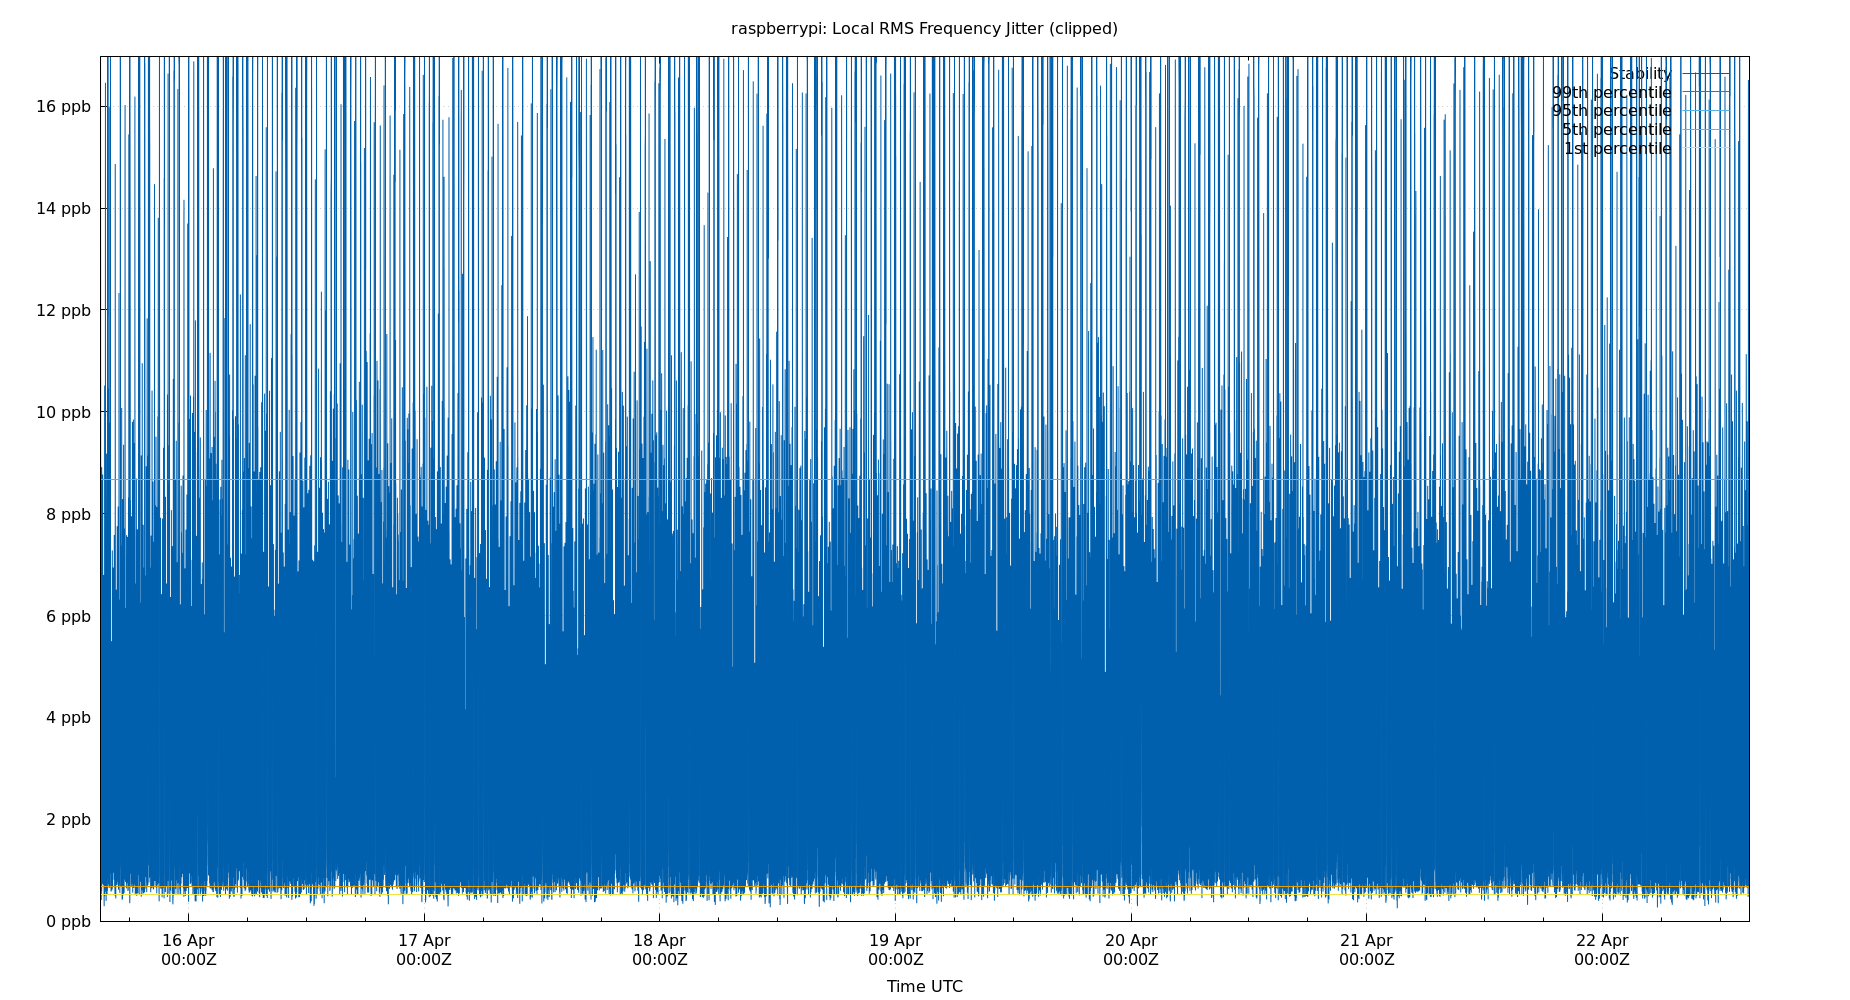 raspberrypi: Local RMS Frequency Jitter (clipped)
Stability
99th percentile
95th percentile
5th percentile
1st percentile
16 ppb
14 ppb
12 ppb
10 ppb
8 ppb
6 ppb
4 ppb
2 ppb
0 ppb
16 Apr 17 Apr 18 Apr 19 Apr 20 Apr 21 Apr 22 Apr
00:00Z 00:00Z 00:00Z 00:00Z 00:00Z 00:00Z 00:00Z
Time UTC